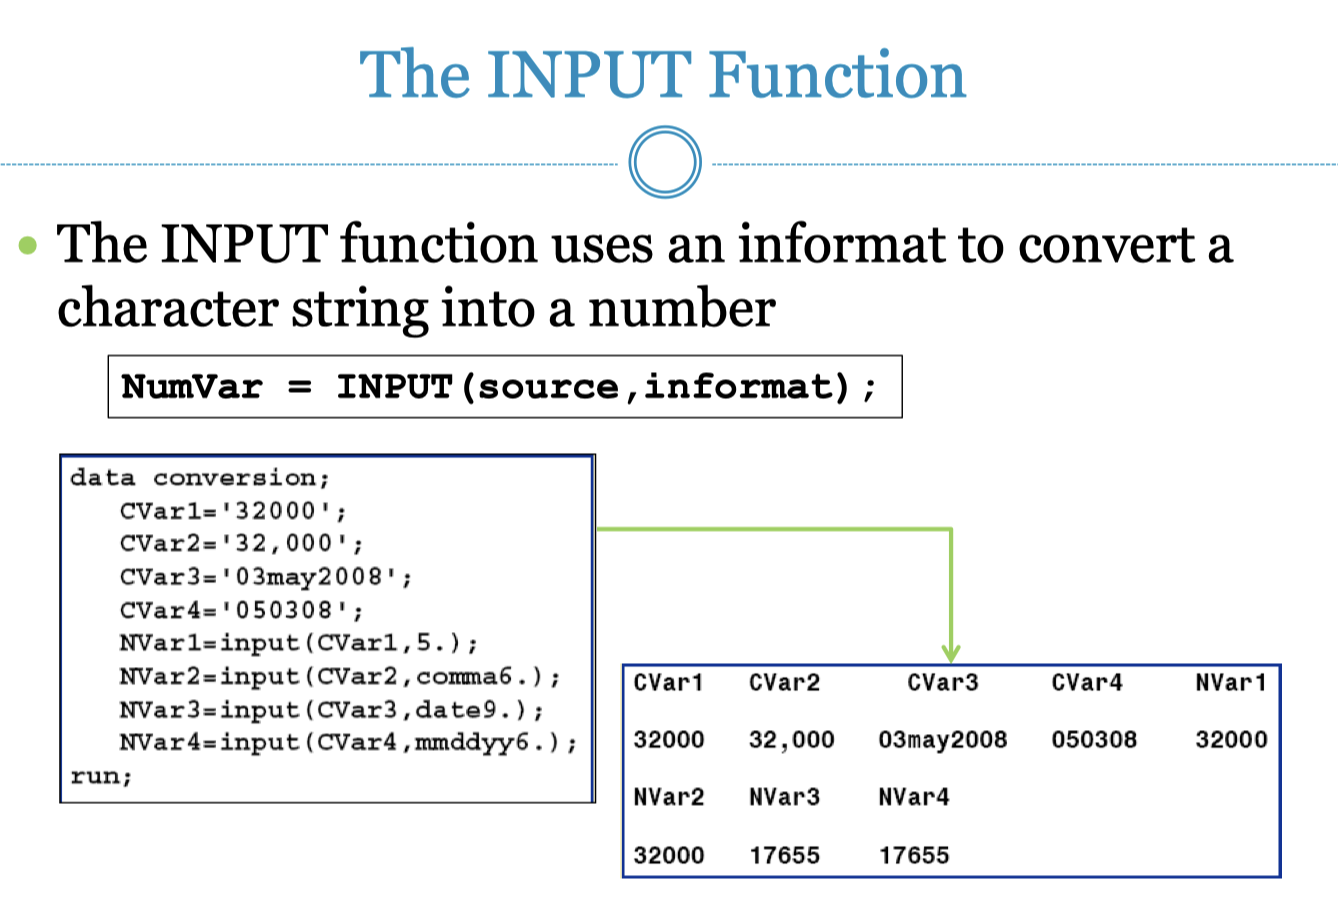 The INPUT Function
• The INPUT function uses an informat to convert a
character string into a number
NumVar = INPUT(source,informat);
data conversion;
CVar1='32000';
CVar2='32,000';
CVar3='03may2008';
CVar4='050308';
NVar1=input(CVar1,5.);
NVar2=input(CVar2,comma6.);
NVar3=input(CVar3,date9.);
NVar4=input(CVar4,mmddyy6.);
run;
CVar1 CVar2 CVar3 CVar4 NVar1
32000 32,000 03may2008 050308 32000
NVar2 NVar3 NVar4
32000 17655 17655